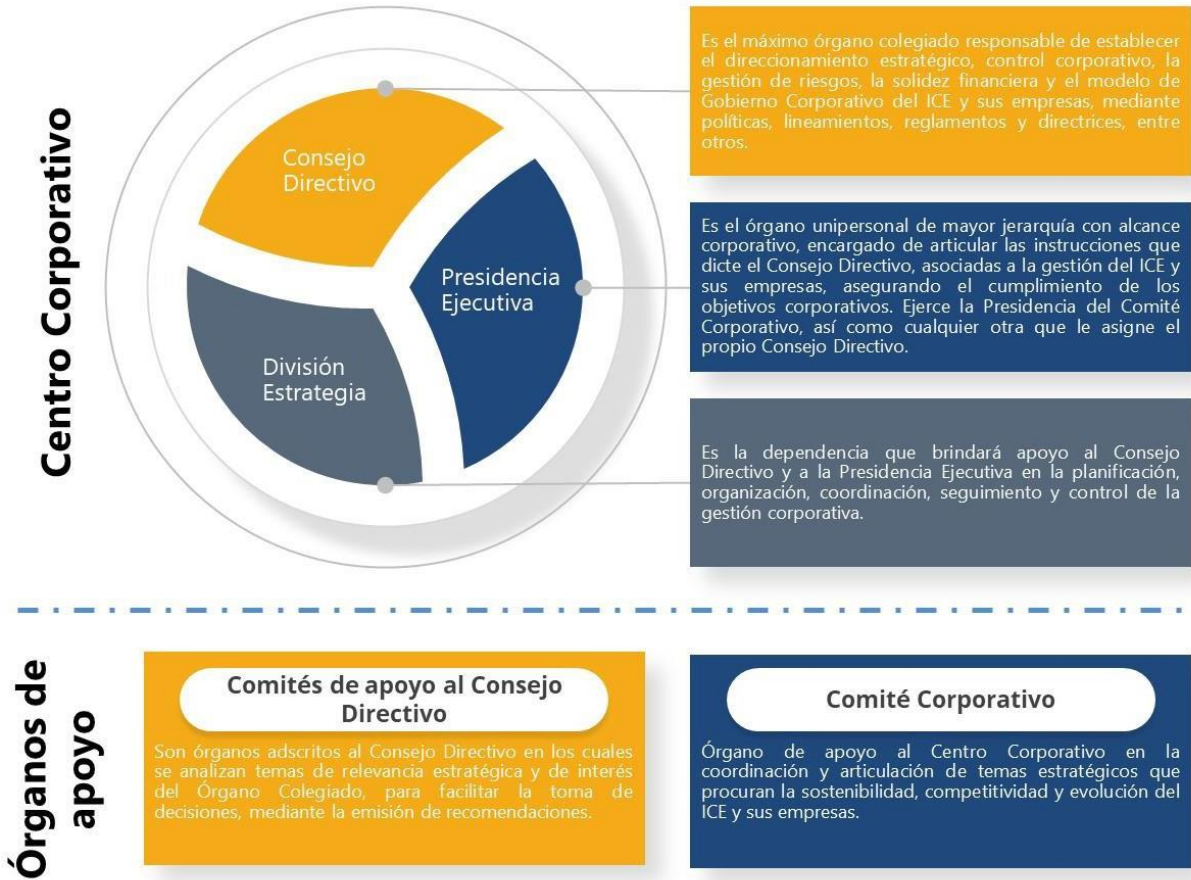 Centro Corporativo
Consejo
Directivo
Presidencia
Ejecutiva
División
Estrategia
Es el máximo órgano colegiado responsable de establecer
el direccionamiento estratégico, control corporativo, la
gestión de riesgos, la solidez financiera y el modelo de
Gobierno Corporativo del ICE y sus empresas, mediante
políticas, lineamientos, reglamentos y directrices, entre
otros.
Es el órgano unipersonal de mayor jerarquía con alcance
corporativo, encargado de articular las instrucciones que
dicte el Consejo Directivo, asociadas a la gestión del ICE y
sus empresas, asegurando el cumplimiento de los
objetivos corporativos. Ejerce la Presidencia del Comité
Corporativo, así como cualquier otra que le asigne el
propio Consejo Directivo.
Es la dependencia que brindará apoyo al Consejo
Directivo y a la Presidencia Ejecutiva en la planificación,
organización, coordinación, seguimiento y control de la
gestión corporativa.
Órganos de
apoyo
Comités de apoyo al Consejo
Directivo
Son órganos adscritos al Consejo Directivo en los cuales
se analizan temas de relevancia estratégica y de interés
del Órgano Colegiado, para facilitar la toma de
decisiones, mediante la emisión de recomendaciones.
Comité Corporativo
Órgano de apoyo al Centro Corporativo en la
coordinación y articulación de temas estratégicos que
procuran la sostenibilidad, competitividad y evolución del
ICE y sus empresas.